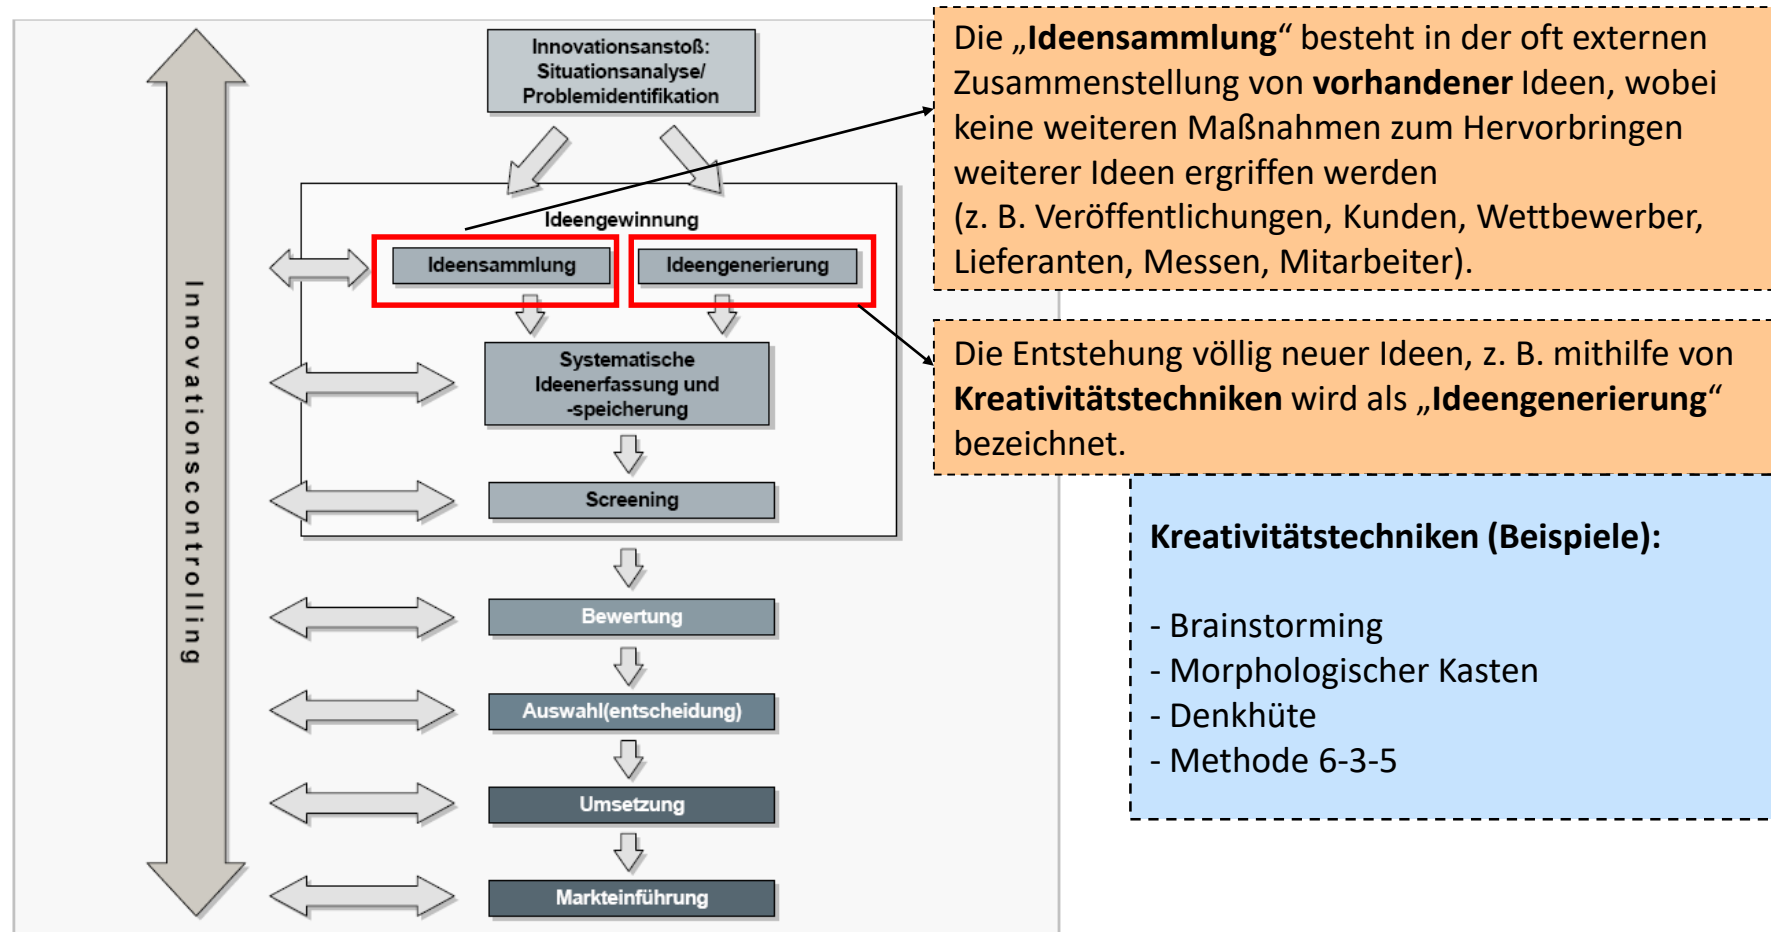 Innovationscontrolling
Innovationsanstoß:
Situationsanalyse/
Problemidentifikation
Ideengewinnung
Ideensammlung
Ideengenerierung
Systematische
Ideenerfassung und
-speicherung
Screening
Bewertung
Auswahl(entscheidung)
Umsetzung
Markteinführung
Die „Ideensammlung“ besteht in der oft externen
Zusammenstellung von vorhandener Ideen, wobei
keine weiteren Maßnahmen zum Hervorbringen
weiterer Ideen ergriffen werden
(z. B. Veröffentlichungen, Kunden, Wettbewerber,
Lieferanten, Messen, Mitarbeiter).
Die Entstehung völlig neuer Ideen, z. B. mithilfe von
Kreativitätstechniken wird als „Ideengenerierung“
bezeichnet.
Kreativitätstechniken (Beispiele):
- Brainstorming
- Morphologischer Kasten
- Denkhüte
- Methode 6-3-5